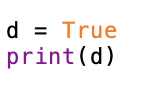 d = True
print(d)